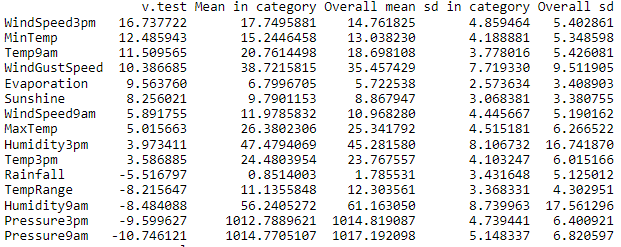 v.test Mean in category Overall mean sd in category Overall sd
WindSpeed3pm 16.737722 17.7495881 14.761825 4.859464 5.402861
MinTemp 12.485943 15.2446458 13.038230 4.188881 5.348598
Temp9am 11.509565 20.7614498 18.698108 3.778016 5.426081
WindGustSpeed 10.386685 38.7215815 35.457429 7.719330 9.511905
Evaporation 9.563760 6.7996705 5.722538 2.573634 3.408903
Sunshine 8.256021 9.7901153 8.867947 3.068381 3.380755
WindSpeed9am 5.891755 11.9785832 10.968280 4.445667 5.190162
MaxTemp 5.015663 26.3802306 25.341792 4.515181 6.266522
Humidity3pm 3.973411 47.4794069 45.281580 8.106732 16.741870
Temp3pm 3.586885 24.4803954 23.767557 4.103247 6.015166
Rainfall -5.516797 0.8514003 1.785531 3.431648 5.125012
TempRange -8.215647 11.1355848 12.303561 3.368331 4.302951
Humidity9am -8.484088 56.2405272 61.163050 8.739963 17.561296
Pressure3pm -9.599627 1012.7889621 1014.819087 4.739441 6.400921
Pressure9am -10.746121 1014.7705107 1017.192098 5.148337 6.820597